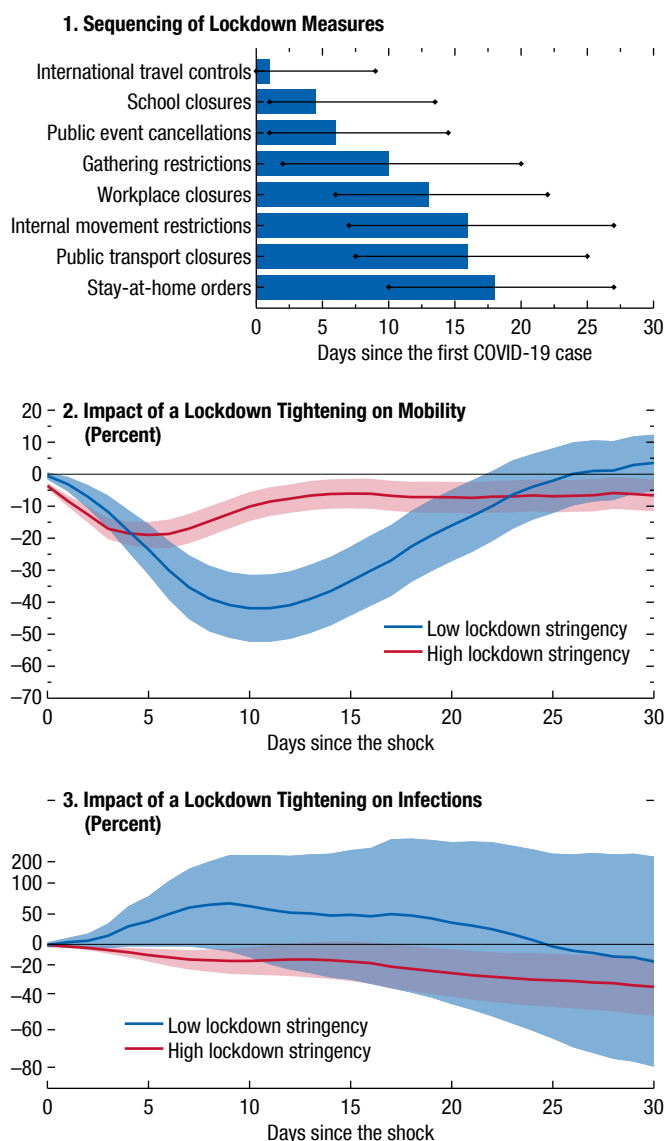 1. Sequencing of Lockdown Measures
International travel controls
School closures
Public event cancellations
Gathering restrictions
Workplace closures
Internal movement restrictions
Public transport closures
Stay-at-home orders
0 5 10 15 20 25 30
Days since the first COVID-19 case
2. Impact of a Lockdown Tightening on Mobility
(Percent)
20
10
0
–10
–20
–30
–40
–50
–60
–70
Low lockdown stringency
High lockdown stringency
0 5 10 15 20 25 30
Days since the shock
3. Impact of a Lockdown Tightening on Infections
(Percent)
200
100
50
0
–20
–40
–60
–80
Low lockdown stringency
High lockdown stringency
0 5 10 15 20 25 30
Days since the shock